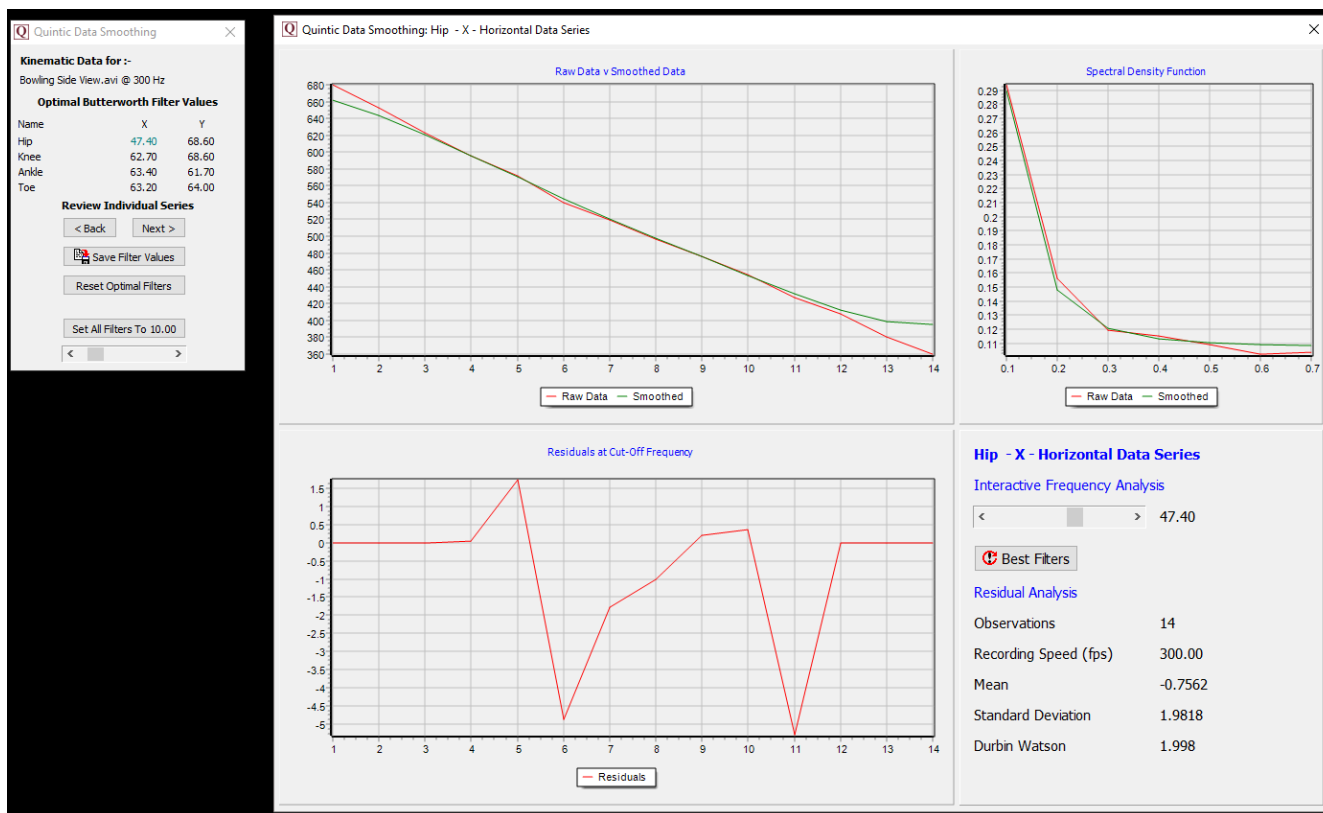 Quintic Data Smoothing
Kinematic Data for :-
Bowling Side View.avi @ 300 Hz
Optimal Butterworth Filter Values
Name X Y
Hip 47.40 68.60
Knee 62.70 68.60
Ankle 63.40 61.70
Toe 63.20 64.00
Review Individual Series
< Back Next >
Save Filter Values
Reset Optimal Filters
Set All Filters To 10.00
Quintic Data Smoothing: Hip - X - Horizontal Data Series
Raw Data v Smoothed Data
680
660
640
620
600
580
560
540
520
500
480
460
440
420
400
380
360
1 2 3 4 5 6 7 8 9 10 11 12 13 14
Raw Data Smoothed
Spectral Density Function
0.29
0.28
0.27
0.26
0.25
0.24
0.23
0.22
0.21
0.2
0.19
0.18
0.17
0.16
0.15
0.14
0.13
0.12
0.11
0.1 0.2 0.3 0.4 0.5 0.6 0.7
Raw Data Smoothed
Residuals at Cut-Off Frequency
1.5
1
0.5
0
-0.5
-1
-1.5
-2
-2.5
-3
-3.5
-4
-4.5
-5
1 2 3 4 5 6 7 8 9 10 11 12 13 14
Residuals
Hip - X - Horizontal Data Series
Interactive Frequency Analysis
47.40
Best Filters
Residual Analysis
Observations 14
Recording Speed (fps) 300.00
Mean -0.7562
Standard Deviation 1.9818
Durbin Watson 1.998